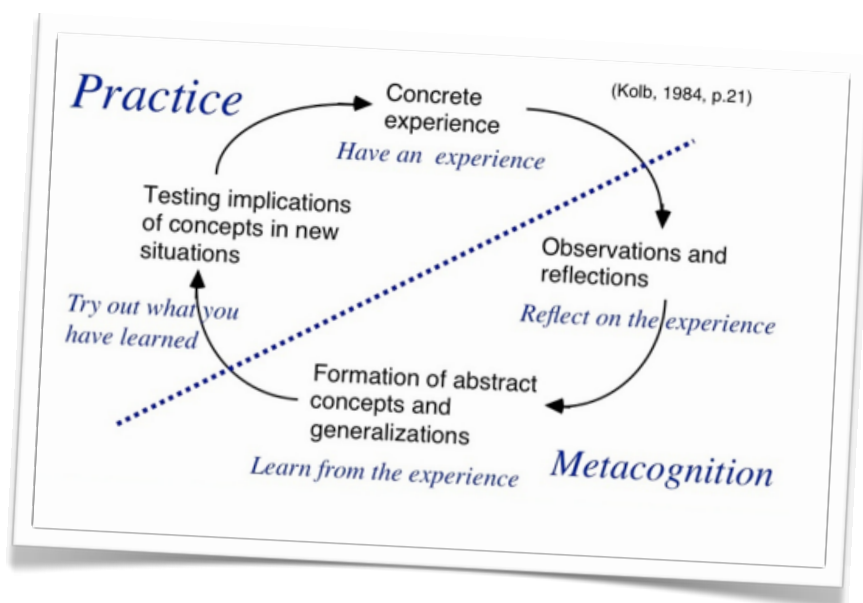 Practice
Concrete
experience
(Kolb, 1984, p.21)
Have an experience
Testing implications
of concepts in new
situations
Observations and
reflections
Try out what you
have learned
Reflect on the experience
Formation of abstract
concepts and
generalizations
Learn from the experience
Metacognition